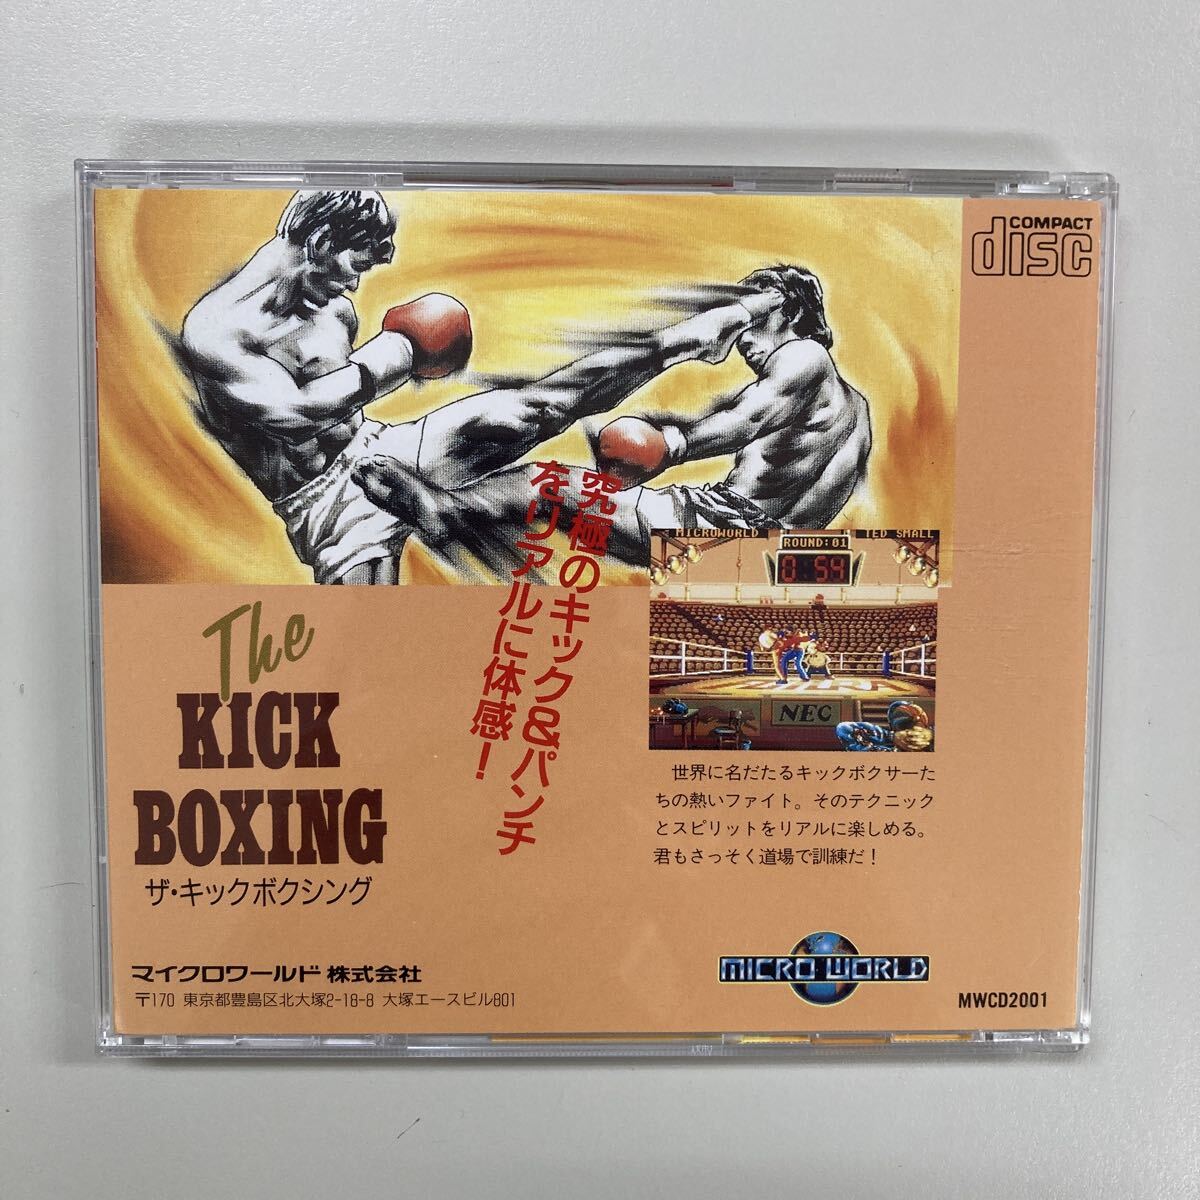 COMPACT
disc
究極のキック&パンチ
をリアルに体感!
MICROWORLD
ROUND:01
TED SMALL
0 54
NEC
The
KICK
BOXING
ザ・キックボクシング
世界に名だたるキックボクサーた
ちの熱いファイト。そのテクニック
とスピリットをリアルに楽しめる。
君もさっそく道場で訓練だ!
マイクロワールド 株式会社
〒170 東京都豊島区北大塚2-18-8 大塚エースビル801
MICRO WORLD
MWCD2001